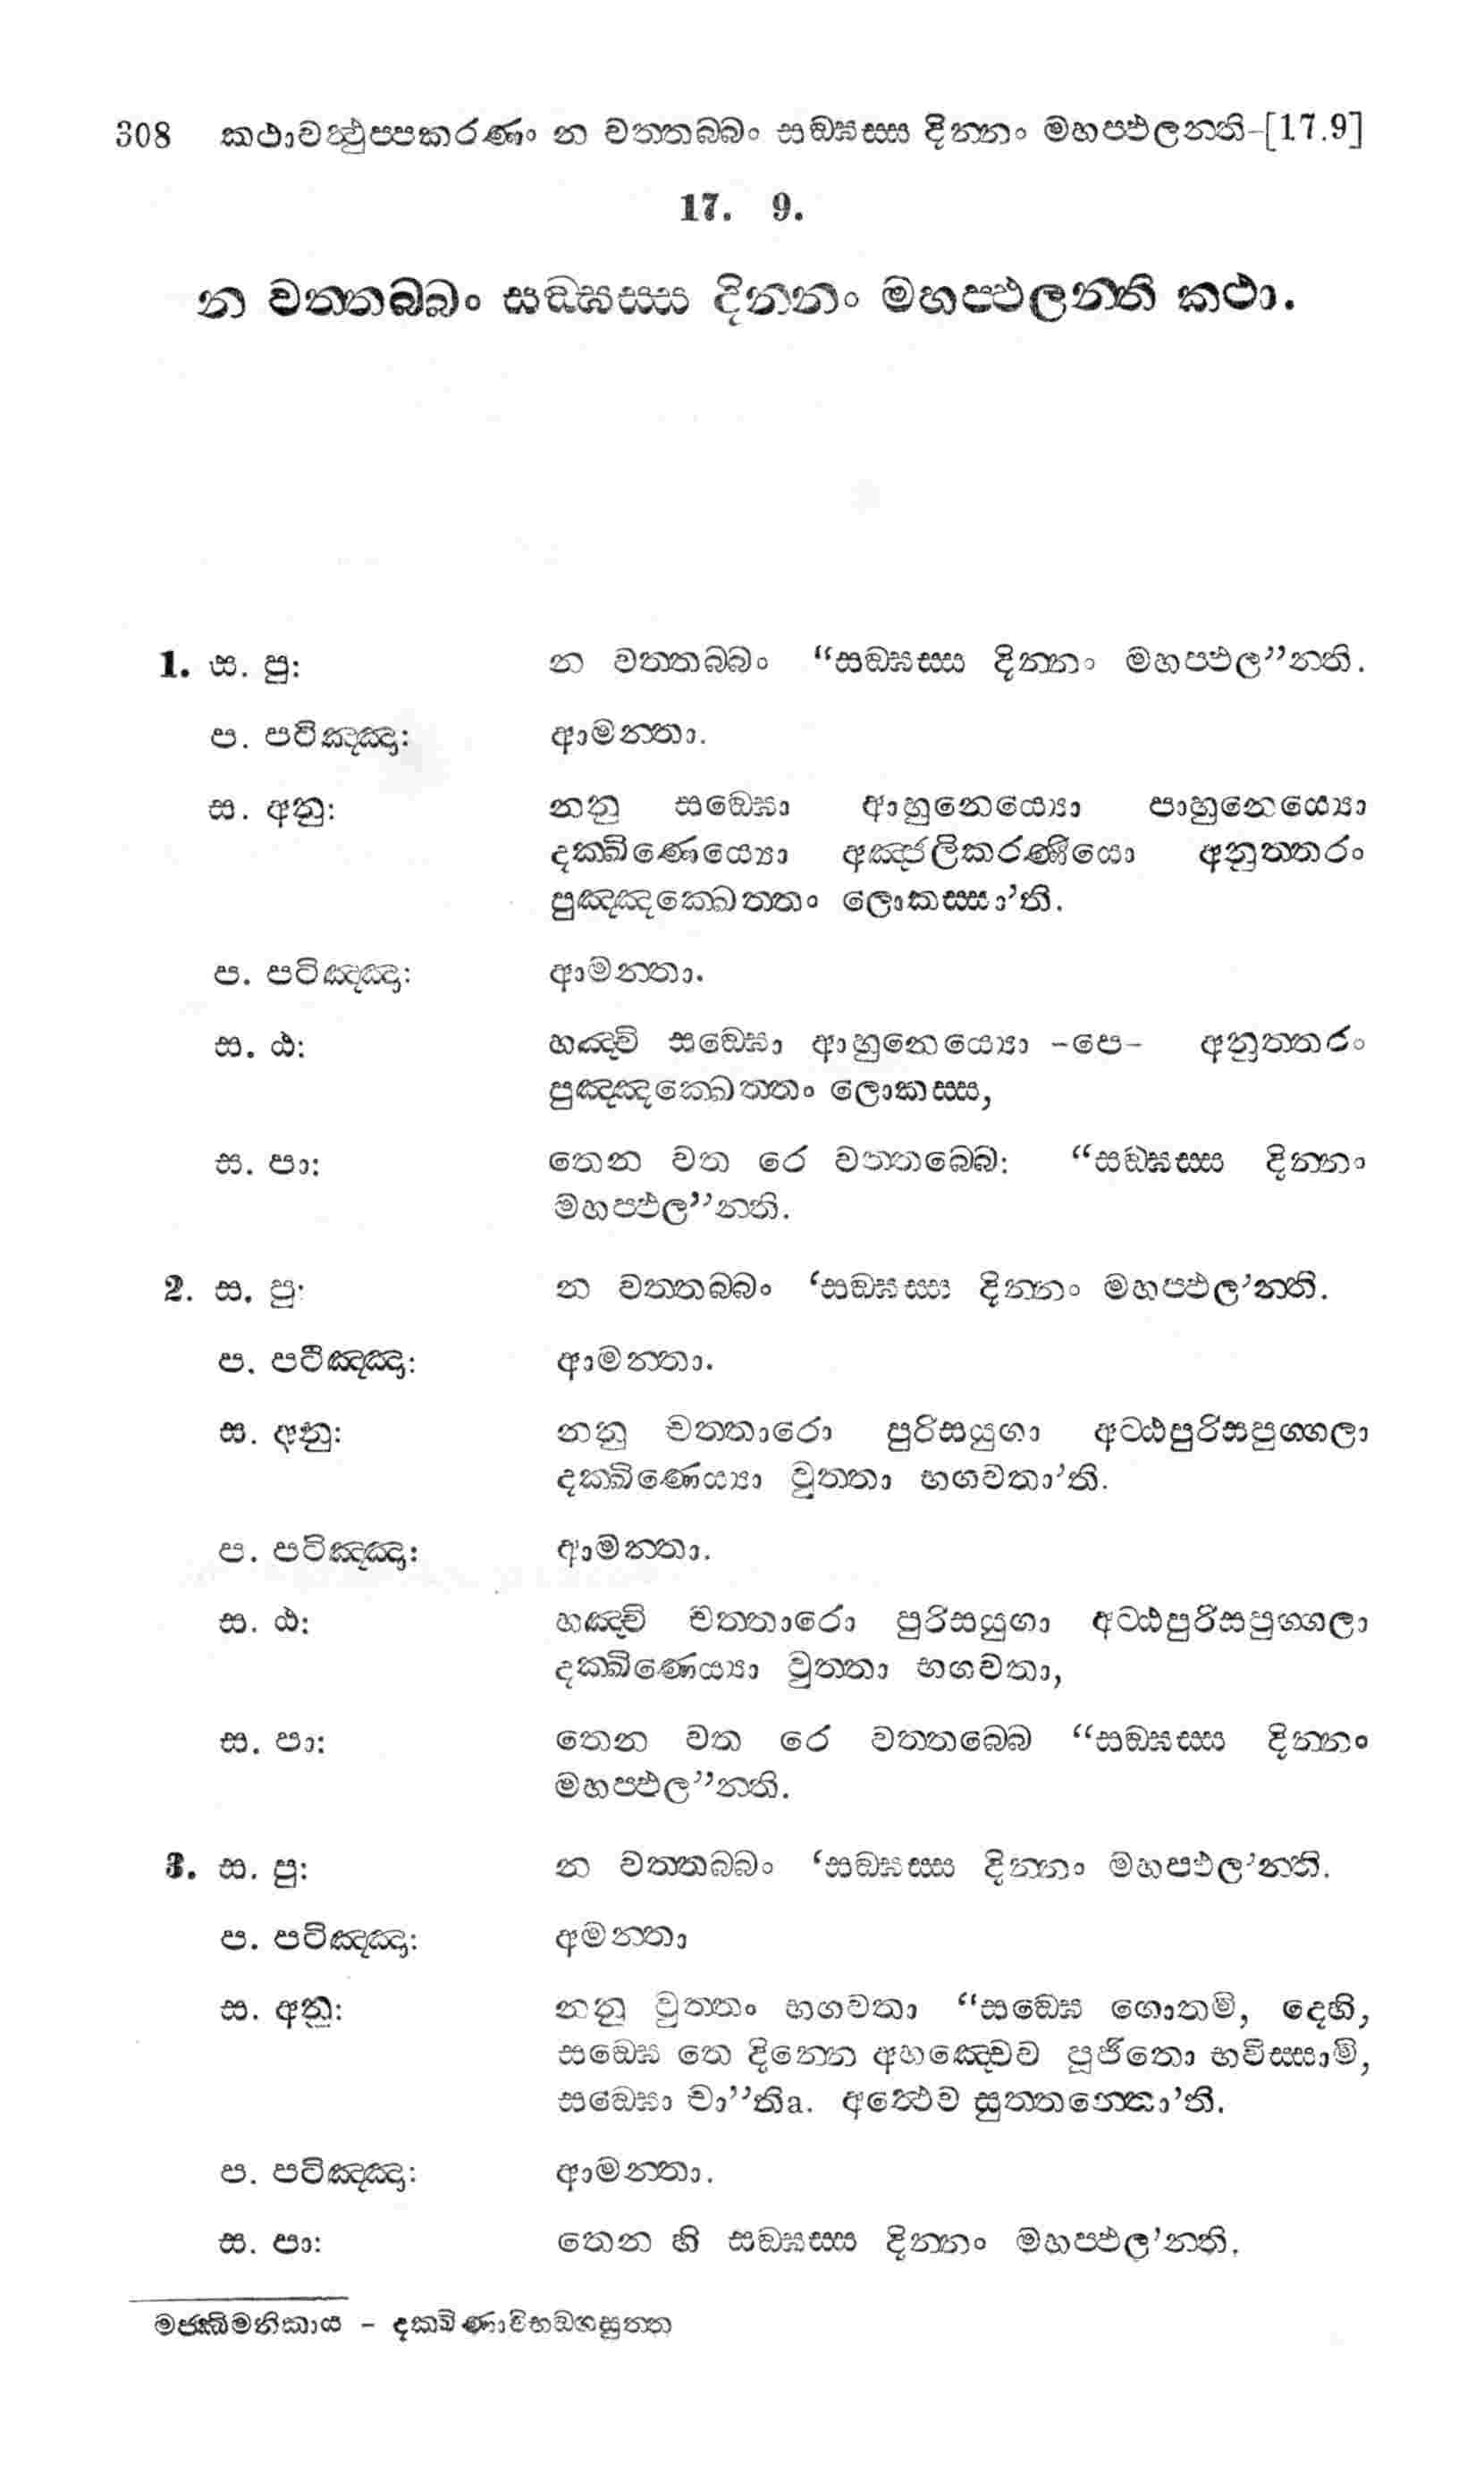 308 කථාවත්‍ථුප‍්පකරණං න වත‍්තබ‍්බං සඞ‍්ඝස‍්ස දින‍්නං මහප‍්ඵලන‍්ති-[17.9]
17. 9.
න වත‍්තබ‍්බං සඞ‍්ඝස‍්ස දින‍්නං මහප‍්ඵලන‍්ති කථා.
1. ස. පු: න වත‍්තබ‍්බං “සඞ‍්ඝස‍්ස දින‍්නං මහප‍්ඵල”න‍්ති.
ප. පටිඤ‍්ඤා: ආමන‍්තා.
ස. අනු: නනු සඞ‍්ඝො ආහුනෙය්‍යො පාහුනෙය්‍යො
දක‍්ඛිණෙය්‍යො අඤ‍්ජලිකරණීයො අනුත‍්තරං
පුඤ‍්ඤක‍්ඛෙත‍්තං ලොකස‍්සා’ති.
ප. පටිඤ‍්ඤා: ආමන‍්තා.
ස. ඨ: හඤ‍්චි සඞ‍්ඝො ආහුනෙය්‍යො -පෙ- අනුත‍්තරං
පුඤ‍්ඤක‍්ඛෙත‍්තං ලොකස‍්ස,
ස. පා: තෙන වත රෙ වත‍්තබ‍්බෙ: “සඞ‍්ඝස‍්ස දින‍්නං
මහප‍්ඵල”න‍්ති.
2. ස. පු: න වත‍්තබ‍්බං ‘සඞ‍්ඝස‍්ස දින‍්නං මහප‍්ඵල’න‍්ති.
ප. පටිඤ‍්ඤා: ආමන‍්තා.
ස. අනු: නනු චත‍්තාරො පුරිසයුගා අට‍්ඨපුරිසපුග‍්ගලා
දක‍්ඛිණෙය්‍යා වුත‍්තා භගවතා’ති.
ප. පටිඤ‍්ඤා: ආමන‍්තා.
ස. ඨ: හඤ‍්චි චත‍්තාරො පුරිසයුගා අට‍්ඨපුරිසපුග‍්ගලා
දක‍්ඛිණෙය්‍යා වුත‍්තා භගවතා,
ස. පා: තෙන වත රෙ වත‍්තබ‍්බෙ “සඞ‍්ඝස‍්ස දින‍්නං
මහප‍්ඵල”න‍්ති.
3. ස. පු: න වත‍්තබ‍්බං ‘සඞ‍්ඝස‍්ස දින‍්නං මහප‍්ඵල’න‍්ති.
ප. පටිඤ‍්ඤා: අමන‍්තා
ස. අනු: නනු වුත‍්තං භගවතා “සඞ‍්ඝෙ ගොතමි, දෙහි,
සඞ‍්ඝෙ තෙ දින‍්නෙ අහඤ‍්චෙව පූජිතො භවිස‍්සාමි,
සඞ‍්ඝො චා”තිa. අත්‍ථෙව සුත‍්තන‍්තො’ති.
ප. පටිඤ‍්ඤා: ආමන‍්තා.
ස. පා: තෙන හි සඞ‍්ඝස‍්ස දින‍්නං මහප‍්ඵල’න‍්ති.
මජ‍්ඣිමනිකාය – දක‍්ඛිණාවිභඞ‍්ගසුත‍්ත